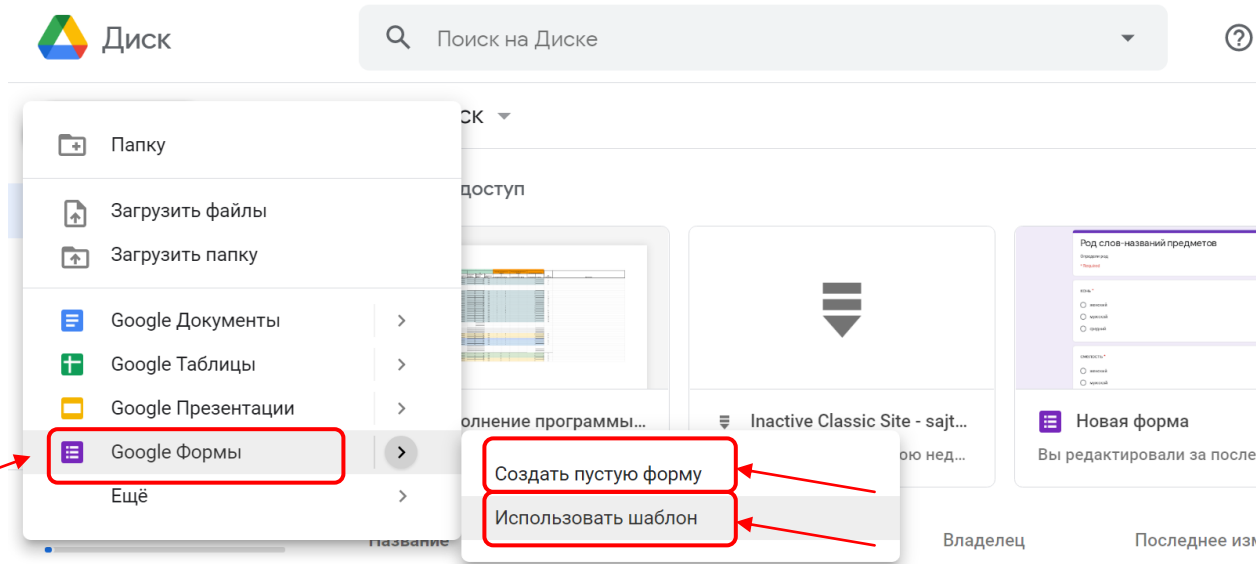 Диск
Поиск на Диске
ск
Папку
доступ
Загрузить файлы
Загрузить папку
Род слов-названий предметов
Google Документы
Google Таблицы
Google Презентации
олнение программы...
Inactive Classic Site - sajt...
Новая форма
Google Формы
ою нед...
Вы редактировали за после
Создать пустую форму
Ещё
Использовать шаблон
Название
Владелец
Последнее изм